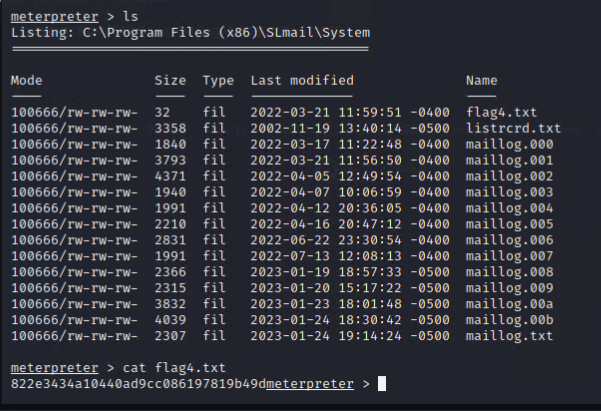 meterpreter > ls
Listing: C:\Program Files (x86)\SLmail\System
Mode Size Type Last modified Name
100666/rw-rw-rw- 32 fil 2022-03-21 11:59:51 -0400 flag4.txt
100666/rw-rw-rw- 3358 fil 2002-11-19 13:40:14 -0500 listrcrd.txt
100666/rw-rw-rw- 1840 fil 2022-03-17 11:22:48 -0400 maillog.000
100666/rw-rw-rw- 3793 fil 2022-03-21 11:56:50 -0400 maillog.001
100666/rw-rw-rw- 4371 fil 2022-04-05 12:49:54 -0400 maillog.002
100666/rw-rw-rw- 1940 fil 2022-04-07 10:06:59 -0400 maillog.003
100666/rw-rw-rw- 1991 fil 2022-04-12 20:36:05 -0400 maillog.004
100666/rw-rw-rw- 2210 fil 2022-04-16 20:47:12 -0400 maillog.005
100666/rw-rw-rw- 2831 fil 2022-06-22 23:30:54 -0400 maillog.006
100666/rw-rw-rw- 1991 fil 2022-07-13 12:08:13 -0400 maillog.007
100666/rw-rw-rw- 2366 fil 2023-01-19 18:57:33 -0500 maillog.008
100666/rw-rw-rw- 2315 fil 2023-01-20 15:17:22 -0500 maillog.009
100666/rw-rw-rw- 3832 fil 2023-01-23 18:01:48 -0500 maillog.00a
100666/rw-rw-rw- 4039 fil 2023-01-24 18:30:42 -0500 maillog.00b
100666/rw-rw-rw- 2307 fil 2023-01-24 19:14:24 -0500 maillog.txt
meterpreter > cat flag4.txt
822e3434a10440ad9cc086197819b49dmeterpreter >